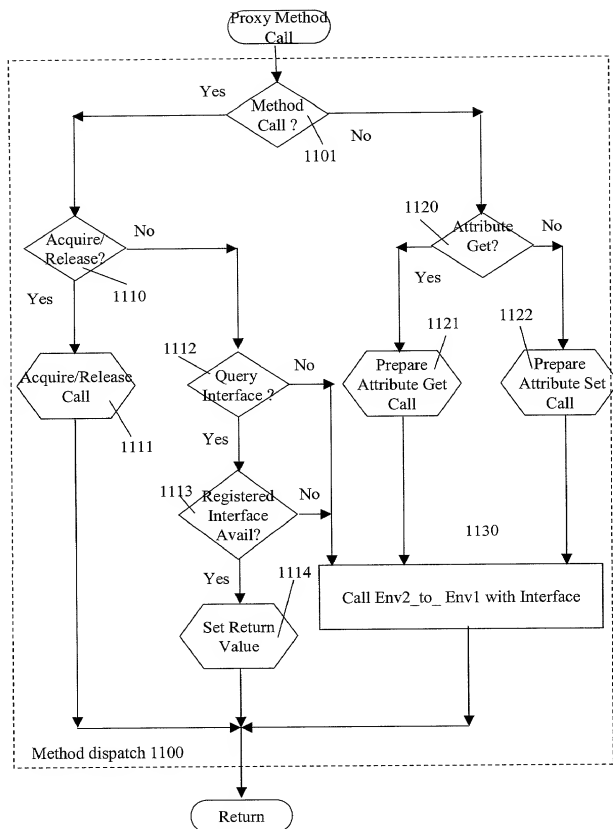 Proxy Method
Call
Yes
Method
Call ?
No
1101
Acquire/
Release?
No
1110
Yes
1120
Attribute
Get?
No
Yes
1112
Query
Interface ?
No
1121
1122
Acquire/Release
Call
1111
Prepare
Attribute Get
Call
Prepare
Attribute Set
Call
Yes
1113
Registered
Interface
Avail?
No
1130
Yes
1114
Call Env2_to_ Env1 with Interface
Set Return
Value
Method dispatch 1100
Return